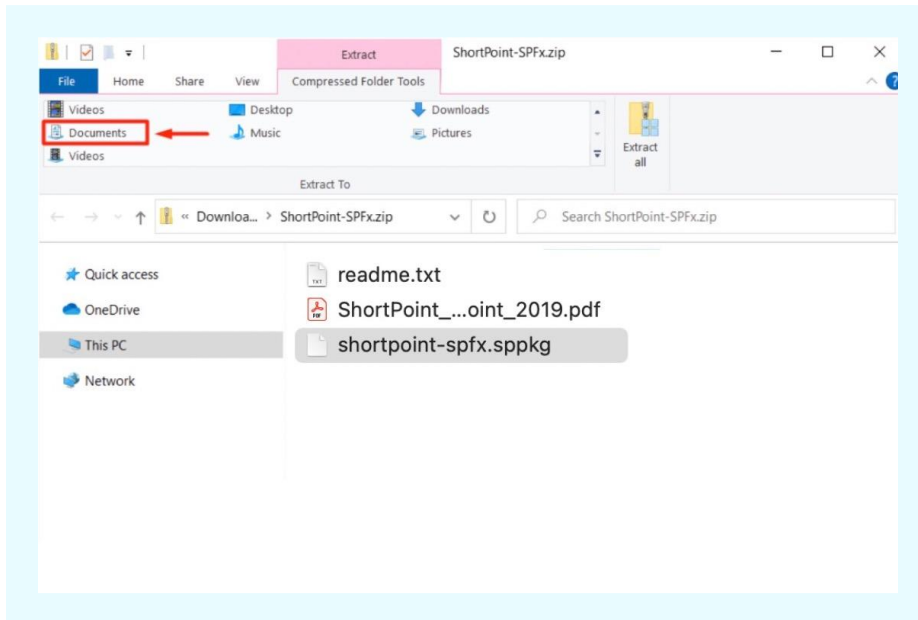 Extract
ShortPoint-SPFx.zip
File Home Share View Compressed Folder Tools
Videos Desktop Downloads
Documents Music Pictures
Videos
Extract all
Extract To
« Downloa... > ShortPoint-SPFx.zip
Search ShortPoint-SPFx.zip
Quick access
OneDrive
This PC
Network
readme.txt
ShortPoint_...oint_2019.pdf
shortpoint-spfx.sppkg